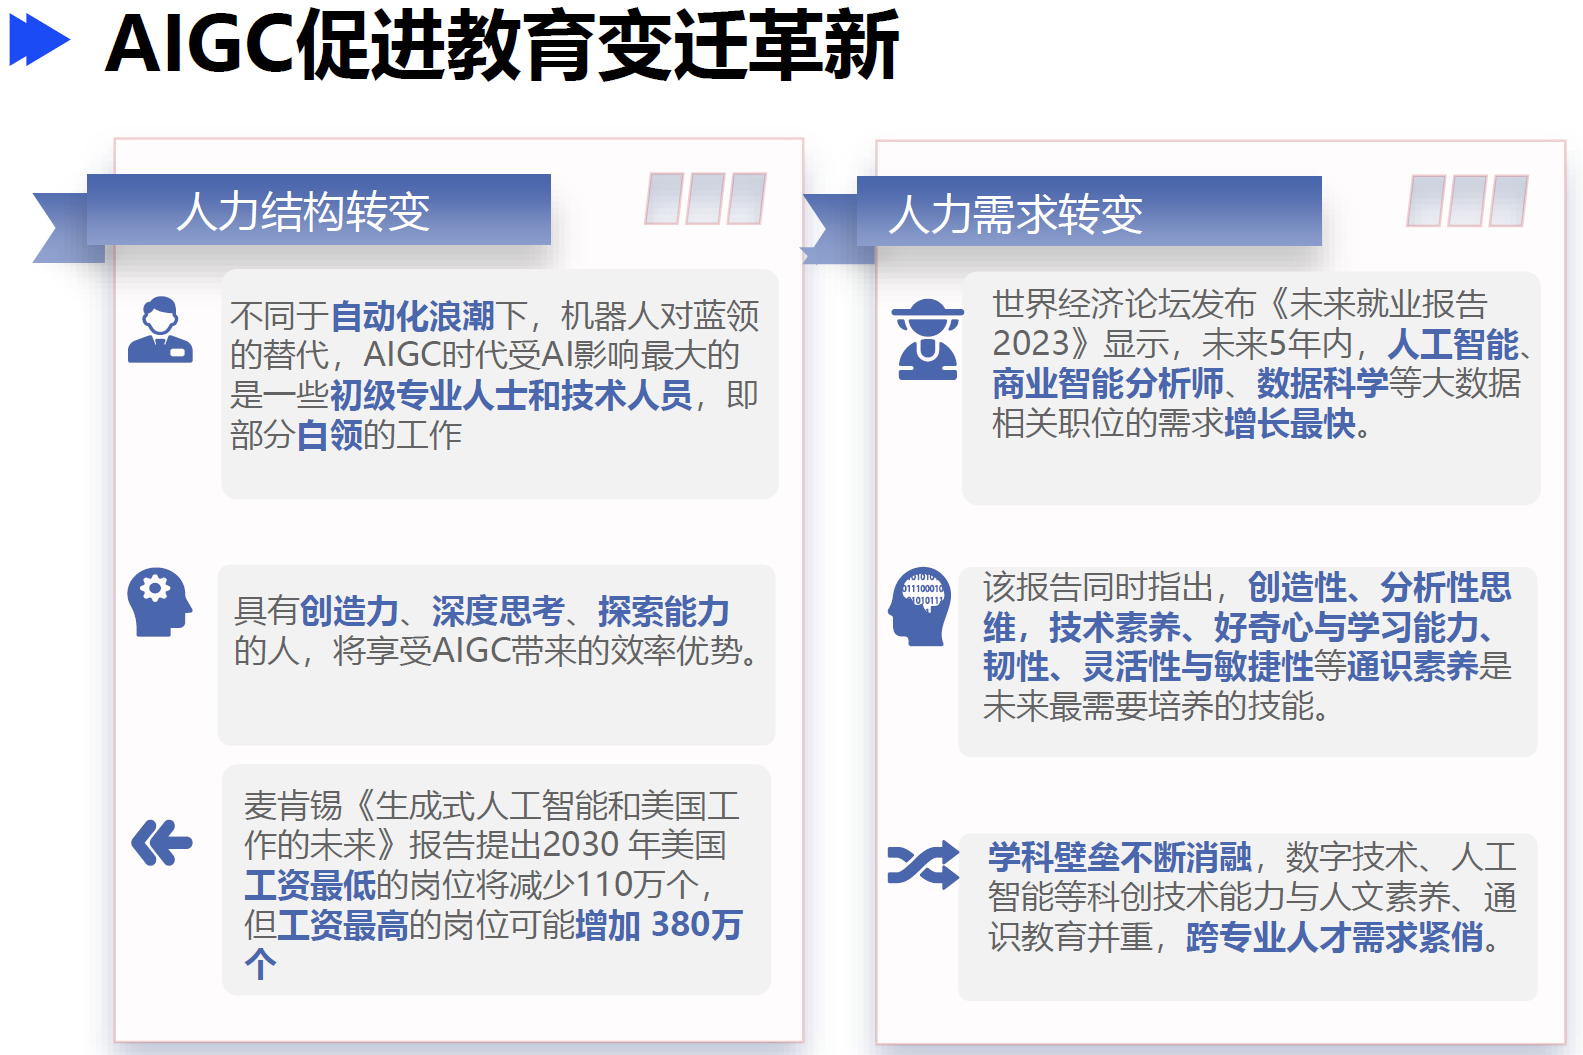 AIGC促进教育变迁革新
人力结构转变
不同于自动化浪潮下，机器人对蓝领
的替代，AIGC时代受AI影响最大的
是一些初级专业人士和技术人员，即
部分白领的工作
具有创造力、深度思考、探索能力
的人，将享受AIGC带来的效率优势。
麦肯锡《生成式人工智能和美国工
作的未来》报告提出2030 年美国
工资最低的岗位将减少110万个，
但工资最高的岗位可能增加 380万
个
人力需求转变
世界经济论坛发布《未来就业报告
2023》显示，未来5年内，人工智能、
商业智能分析师、数据科学等大数据
相关职位的需求增长最快。
01010
0111000100
01010111
该报告同时指出，创造性、分析性思
维，技术素养、好奇心与学习能力、
韧性、灵活性与敏捷性等通识素养是
未来最需要培养的技能。
学科壁垒不断消融，数字技术、人工
智能等科创技术能力与人文素养、通
识教育并重，跨专业人才需求紧俏。